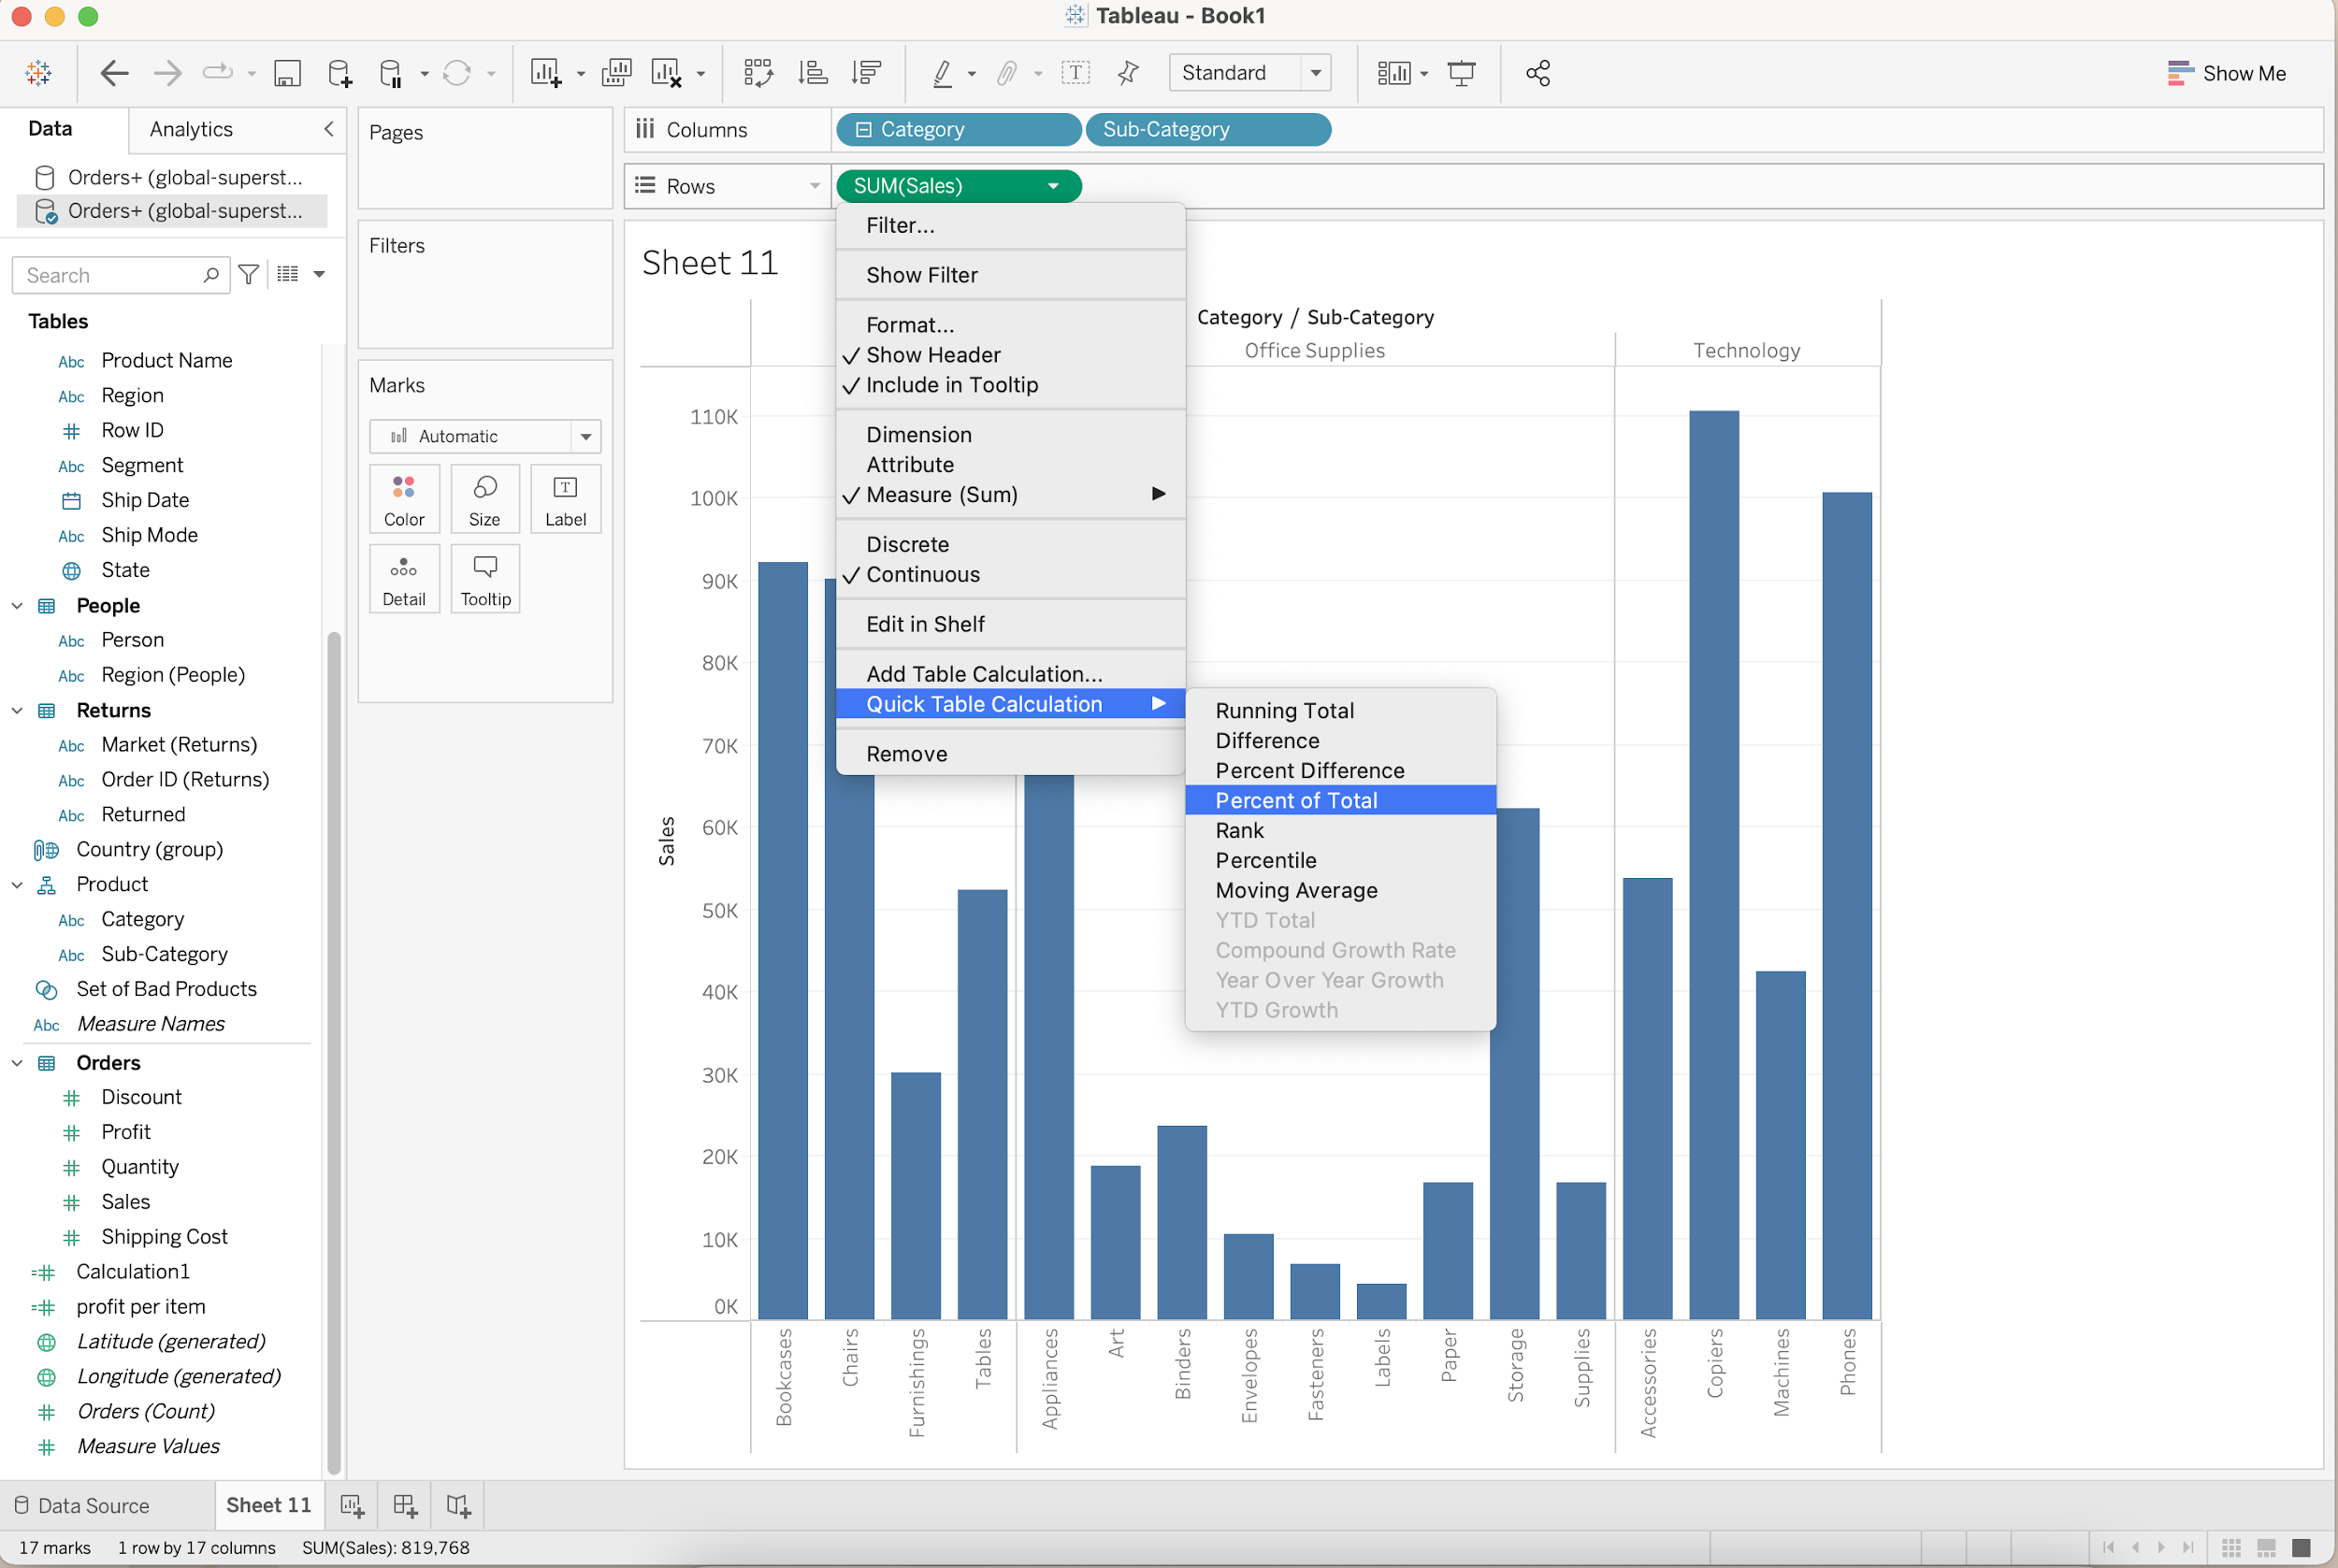 Tableau - Book1
Standard
Show Me
Data
Analytics
Orders+ (global-superst...
Orders+ (global-superst...
Search
Tables
Abc Product Name
Abc Region
Row ID
Abc Segment
Ship Date
Abc Ship Mode
State
People
Abc Person
Abc Region (People)
Returns
Abc Market (Returns)
Abc Order ID (Returns)
Abc Returned
Country (group)
Product
Abc Category
Abc Sub-Category
Set of Bad Products
Abc Measure Names
Orders
Discount
Profit
Quantity
Sales
Shipping Cost
Calculation1
profit per item
Latitude (generated)
Longitude (generated)
Orders (Count)
Measure Values
Pages
Filters
Marks
Automatic
Color
Size
Label
Detail
Tooltip
Columns
Category
Sub-Category
Rows
SUM(Sales)
Sheet 11
Filter...
Show Filter
Format...
Show Header
Include in Tooltip
Dimension
Attribute
Measure (Sum)
Discrete
Continuous
Edit in Shelf
Add Table Calculation...
Quick Table Calculation
Remove
Running Total
Difference
Percent Difference
Percent of Total
Rank
Percentile
Moving Average
YTD Total
Compound Growth Rate
Year Over Year Growth
YTD Growth
Category / Sub-Category
Office Supplies
Technology
110K
100K
90K
80K
70K
60K
50K
40K
30K
20K
10K
0K
Sales
Bookcases
Chairs
Furnishings
Tables
Appliances
Art
Binders
Envelopes
Fasteners
Labels
Paper
Storage
Supplies
Accessories
Copiers
Machines
Phones
Data Source
Sheet 11
17 marks
1 row by 17 columns
SUM(Sales): 819,768